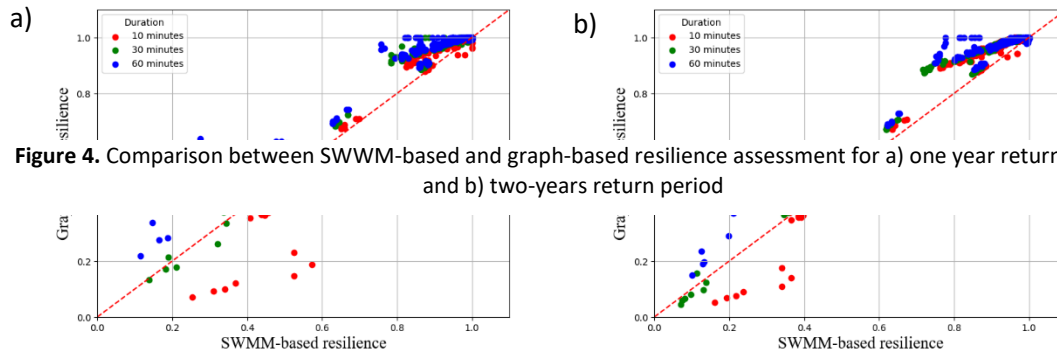 a)
Duration
10 minutes
30 minutes
60 minutes
1.0
0.8
0.2
0.0
0.0 0.2 0.4 0.6 0.8 1.0
SWMM-based resilience
b)
Duration
10 minutes
30 minutes
60 minutes
1.0
0.8
0.2
0.0
0.0 0.2 0.4 0.6 0.8 1.0
SWMM-based resilience
Figure 4. Comparison between SWWM-based and graph-based resilience assessment for a) one year return
and b) two-years return period